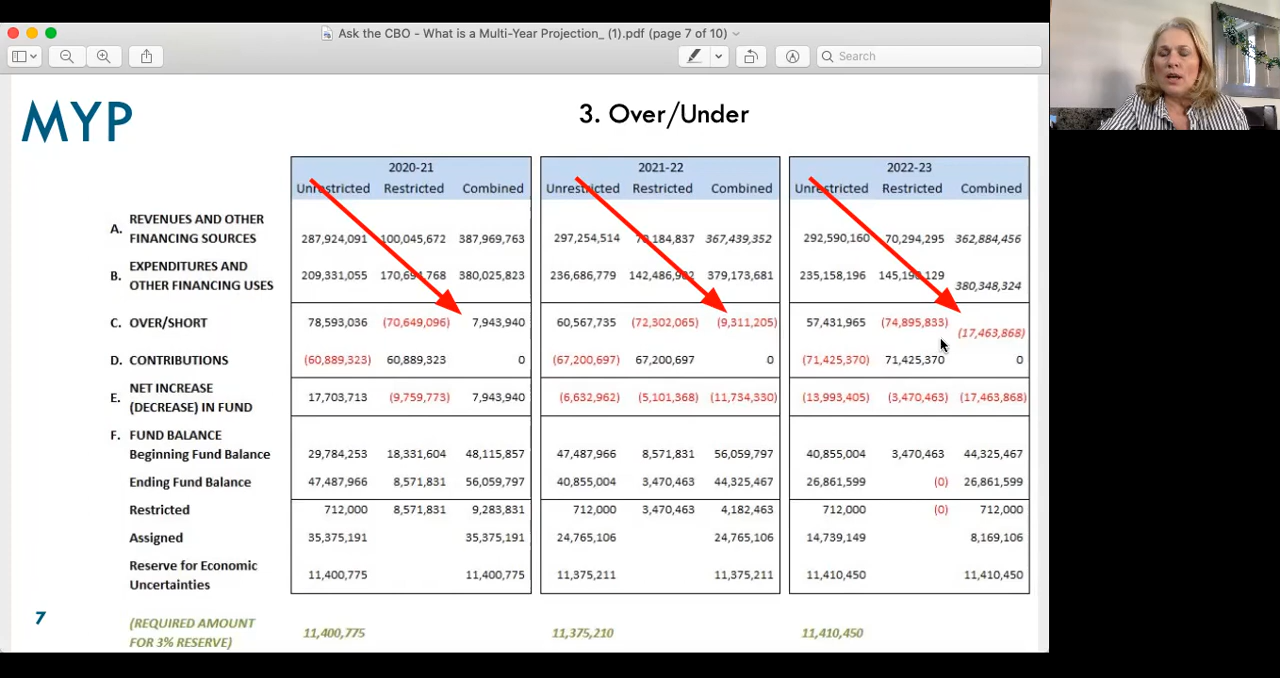 Ask the CBO - What is a Multi-Year Projection_ (1).pdf (page 7 of 10)
Search
MYP
3. Over/Under
2020-21 2021-22 2022-23
Unrestricted Restricted Combined Unrestricted Restricted Combined Unrestricted Restricted Combined
A. REVENUES AND OTHER
FINANCING SOURCES 287,924,091 100,045,672 387,969,763 297,254,514 70,184,837 367,439,352 292,590,160 70,294,295 362,884,456
B. EXPENDITURES AND
OTHER FINANCING USES 209,331,055 170,694,768 380,025,823 236,686,779 142,486,902 379,173,681 235,158,196 145,190,129 380,348,324
C. OVER/SHORT 78,593,036 (70,649,096) 7,943,940 60,567,735 (72,302,065) (9,311,205) 57,431,965 (74,895,833) (17,463,868)
D. CONTRIBUTIONS (60,889,323) 60,889,323 0 (67,200,697) 67,200,697 0 (71,425,370) 71,425,370 0
E. NET INCREASE
(DECREASE) IN FUND 17,703,713 (9,759,773) 7,943,940 (6,632,962) (5,101,368) (11,734,330) (13,993,405) (3,470,463) (17,463,868)
F. FUND BALANCE
Beginning Fund Balance 29,784,253 18,331,604 48,115,857 47,487,966 8,571,831 56,059,797 40,855,004 3,470,463 44,325,467
Ending Fund Balance 47,487,966 8,571,831 56,059,797 40,855,004 3,470,463 44,325,467 26,861,599 (0) 26,861,599
Restricted 712,000 8,571,831 9,283,831 712,000 3,470,463 4,182,463 712,000 (0) 712,000
Assigned 35,375,191 35,375,191 24,765,106 24,765,106 14,739,149 8,169,106
Reserve for Economic
Uncertainties 11,400,775 11,400,775 11,375,211 11,375,211 11,410,450 11,410,450
7
(REQUIRED AMOUNT
FOR 3% RESERVE) 11,400,775 11,375,210 11,410,450